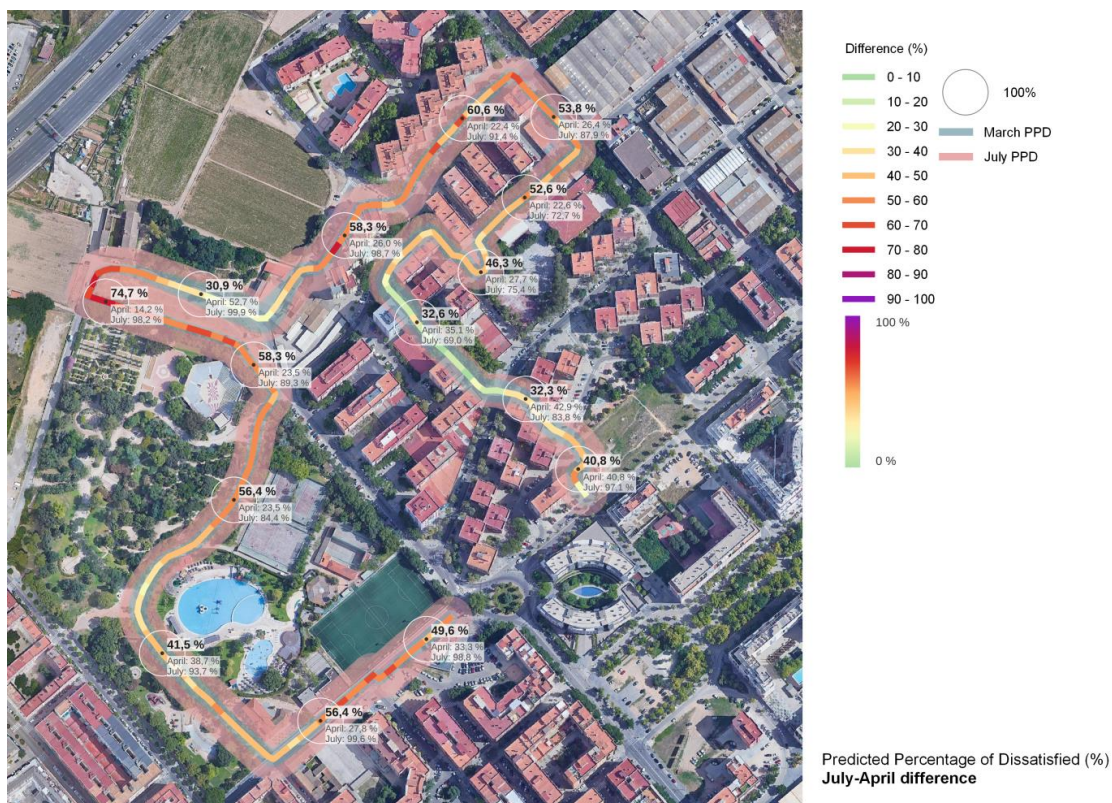 60,6 %
April: 22,4 %
July: 91,4 %
53,8 %
April: 26,4 %
July: 87,9 %
52,6 %
April: 22,6 %
July: 72,7 %
58,3 %
April: 26,0 %
July: 98,7 %
46,3 %
April: 27,7 %
July: 75,4 %
30,9 %
April: 52,7 %
July: 99,9 %
74,7 %
April: 14,2 %
July: 98,2 %
32,6 %
April: 35,1 %
July: 69,0 %
58,3 %
April: 23,5 %
July: 89,3 %
32,3 %
April: 42,9 %
July: 83,8 %
40,8 %
April: 40,8 %
July: 97,1 %
56,4 %
April: 23,5 %
July: 84,4 %
41,5 %
April: 38,7 %
July: 93,7 %
49,6 %
April: 33,3 %
July: 98,8 %
56,4 %
April: 27,8 %
July: 99,6 %
Difference (%)
0 - 10
10 - 20
20 - 30
30 - 40
40 - 50
50 - 60
60 - 70
70 - 80
80 - 90
90 - 100
100 %
0 %
100%
March PPD
July PPD
Predicted Percentage of Dissatisfied (%)
July-April difference